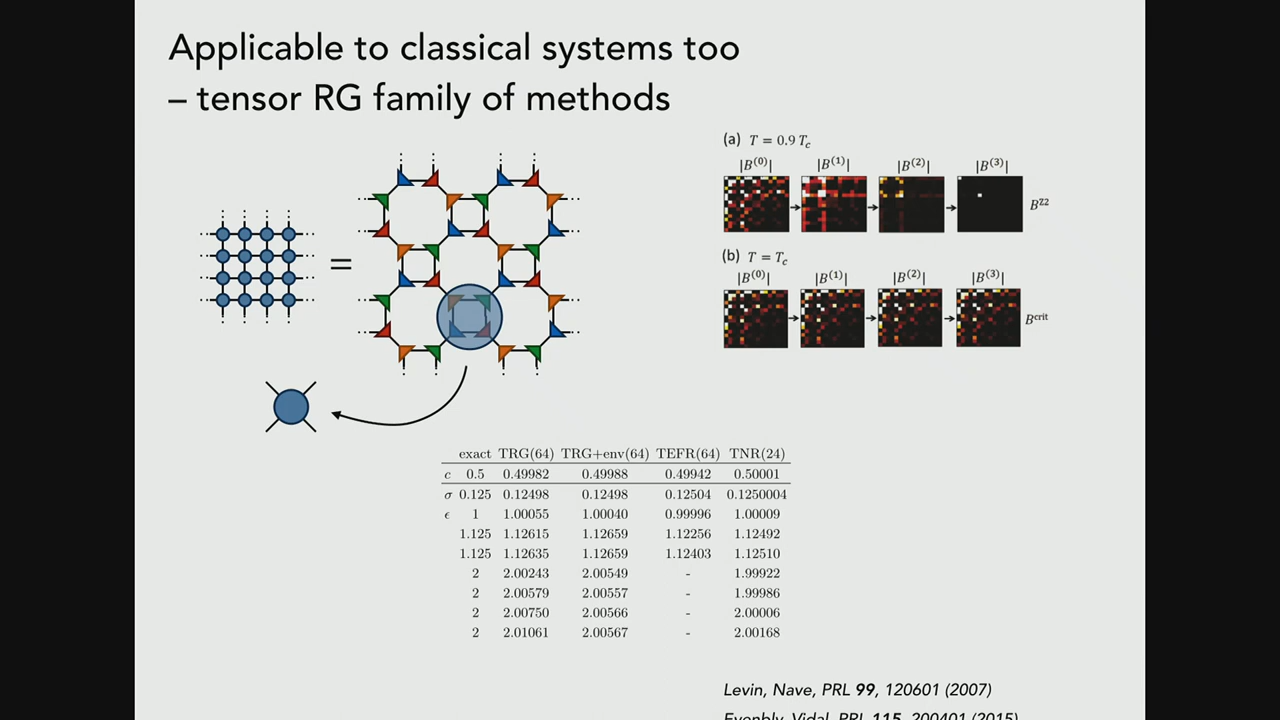 Applicable to classical systems too
– tensor RG family of methods
(a) T = 0.9 T_c
|B^(0)| |B^(1)| |B^(2)| |B^(3)|
B^Z2
(b) T = T_c
|B^(0)| |B^(1)| |B^(2)| |B^(3)|
B^crit
=
exact TRG(64) TRG+env(64) TEFR(64) TNR(24)
c 0.5 0.49982 0.49988 0.49942 0.50001
σ 0.125 0.12498 0.12498 0.12504 0.1250004
ϵ 1 1.00055 1.00040 0.99996 1.00009
1.125 1.12615 1.12659 1.12256 1.12492
1.125 1.12635 1.12659 1.12403 1.12510
2 2.00243 2.00549 - 1.99922
2 2.00579 2.00557 - 1.99986
2 2.00750 2.00566 - 2.00006
2 2.01061 2.00567 - 2.00168
Levin, Nave, PRL 99, 120601 (2007)
Evenbly, Vidal, PRL 115, 200401 (2015)